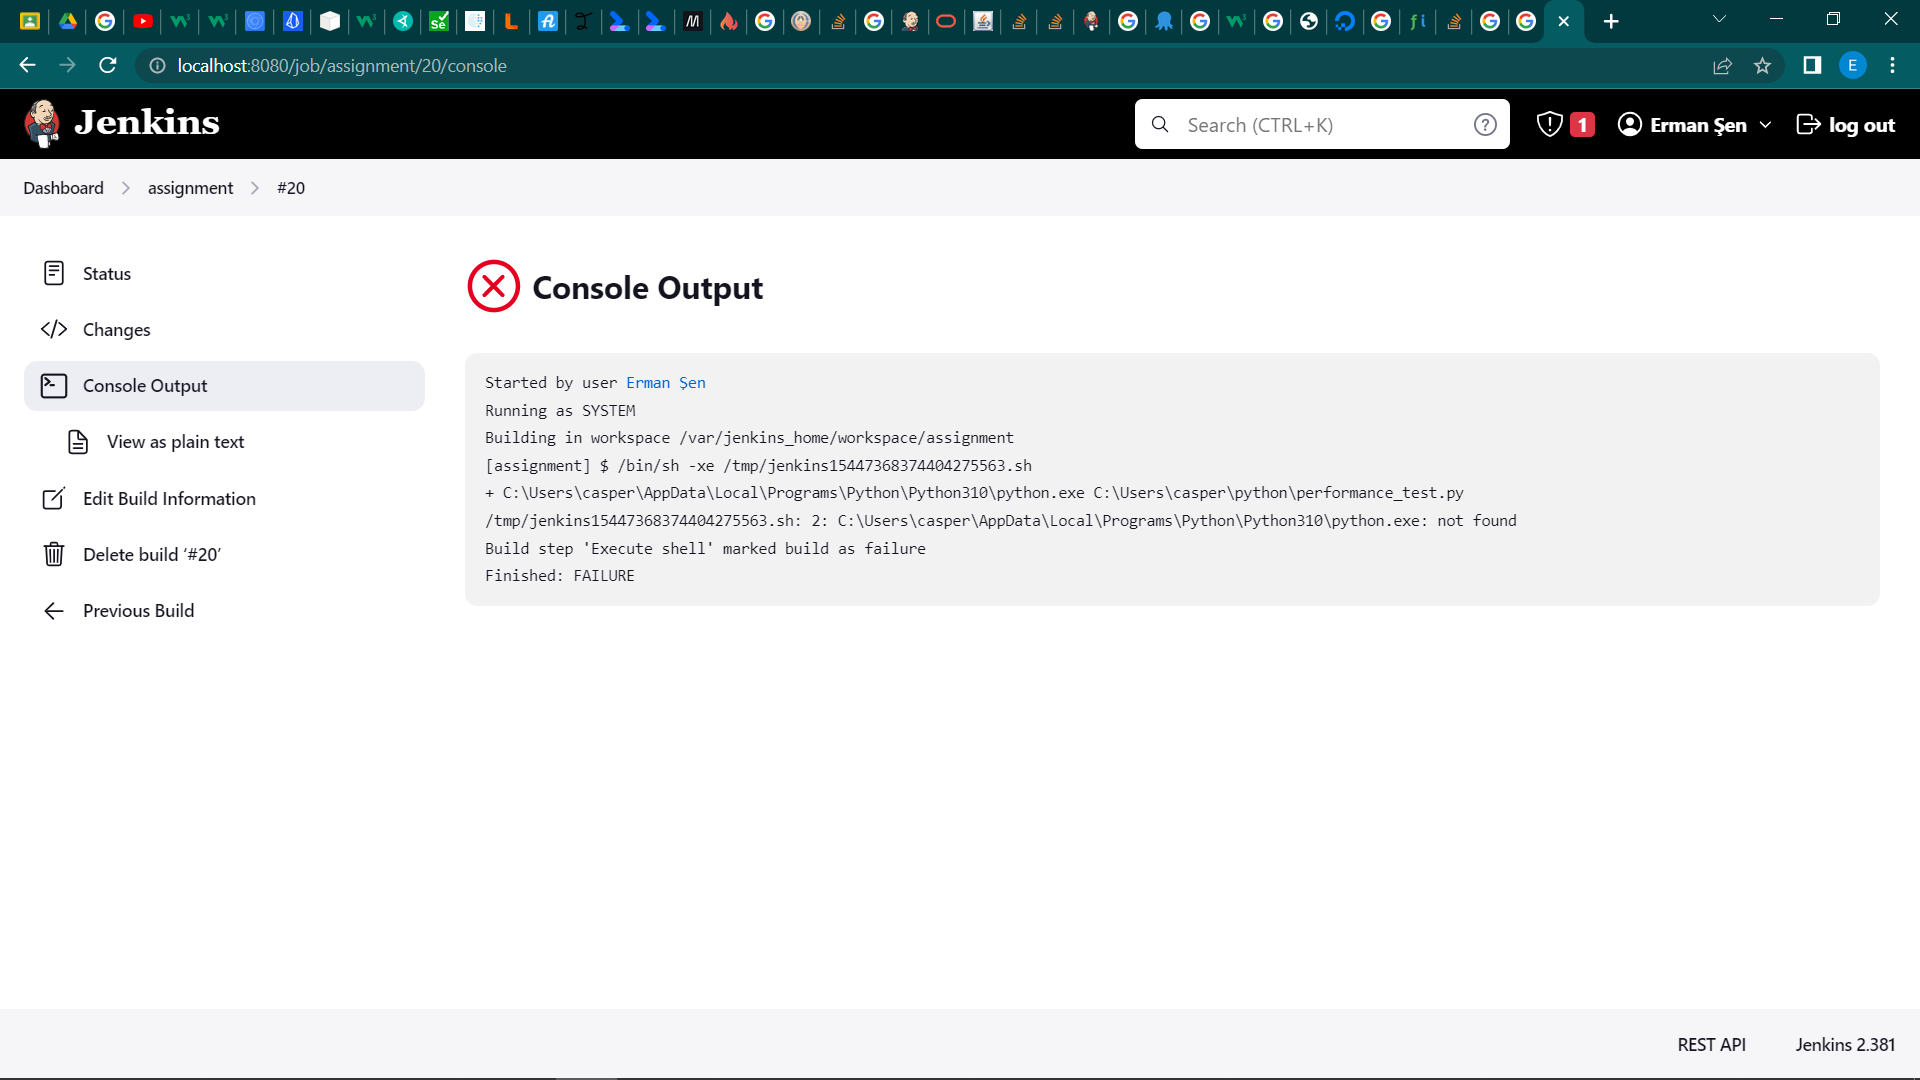 localhost:8080/job/assignment/20/console
E
Jenkins
Search (CTRL+K)
1
Erman Şen
log out
Dashboard
assignment
#20
Status
Changes
Console Output
View as plain text
Edit Build Information
Delete build ‘#20’
Previous Build
Console Output
Started by user Erman Şen
Running as SYSTEM
Building in workspace /var/jenkins_home/workspace/assignment
[assignment] $ /bin/sh -xe /tmp/jenkins15447368374404275563.sh
+ C:\Users\casper\AppData\Local\Programs\Python\Python310\python.exe C:\Users\casper\python\performance_test.py
/tmp/jenkins15447368374404275563.sh: 2: C:\Users\casper\AppData\Local\Programs\Python\Python310\python.exe: not found
Build step 'Execute shell' marked build as failure
Finished: FAILURE
REST API
Jenkins 2.381